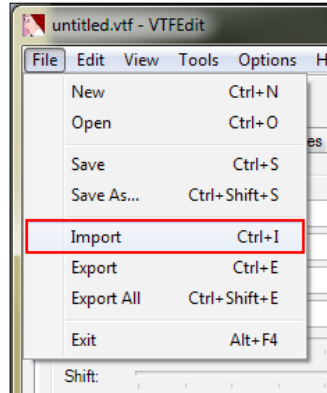 untitled.vtf - VTFEdit
File Edit View Tools Options H
New Ctrl+N
Open Ctrl+O
es
Save Ctrl+S
Save As... Ctrl+Shift+S
Import Ctrl+I
Export Ctrl+E
Export All Ctrl+Shift+E
Exit Alt+F4
Shift: